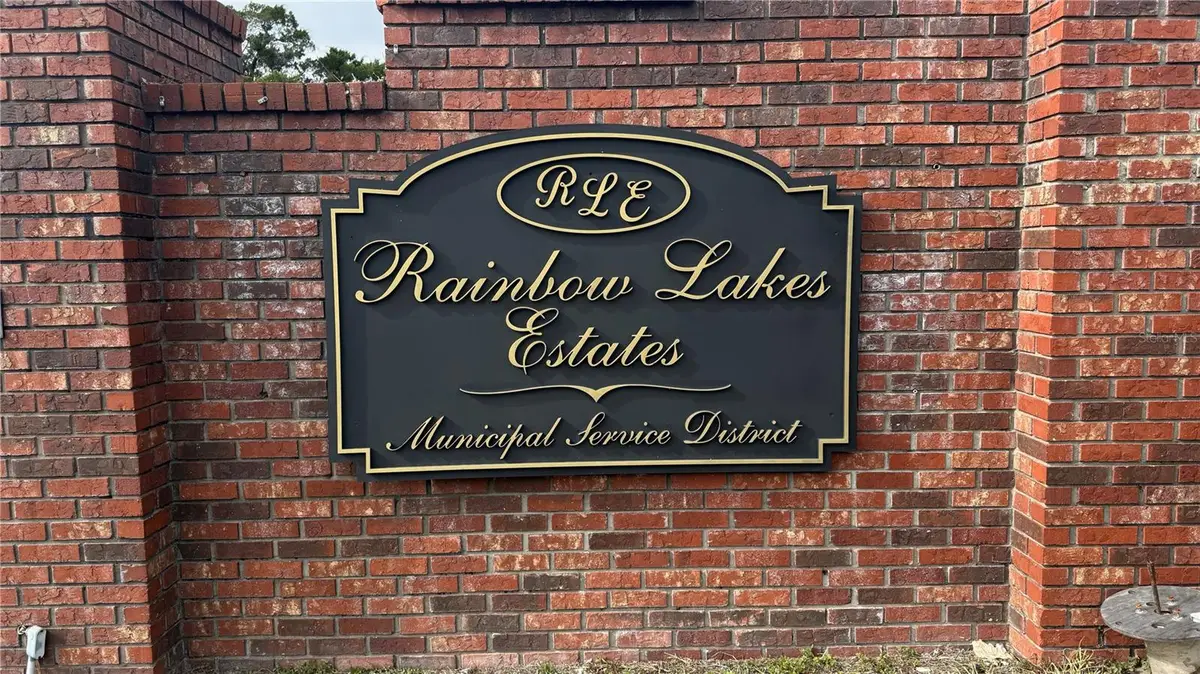 RLE
Rainbow Lakes
Estates
Municipal Service District